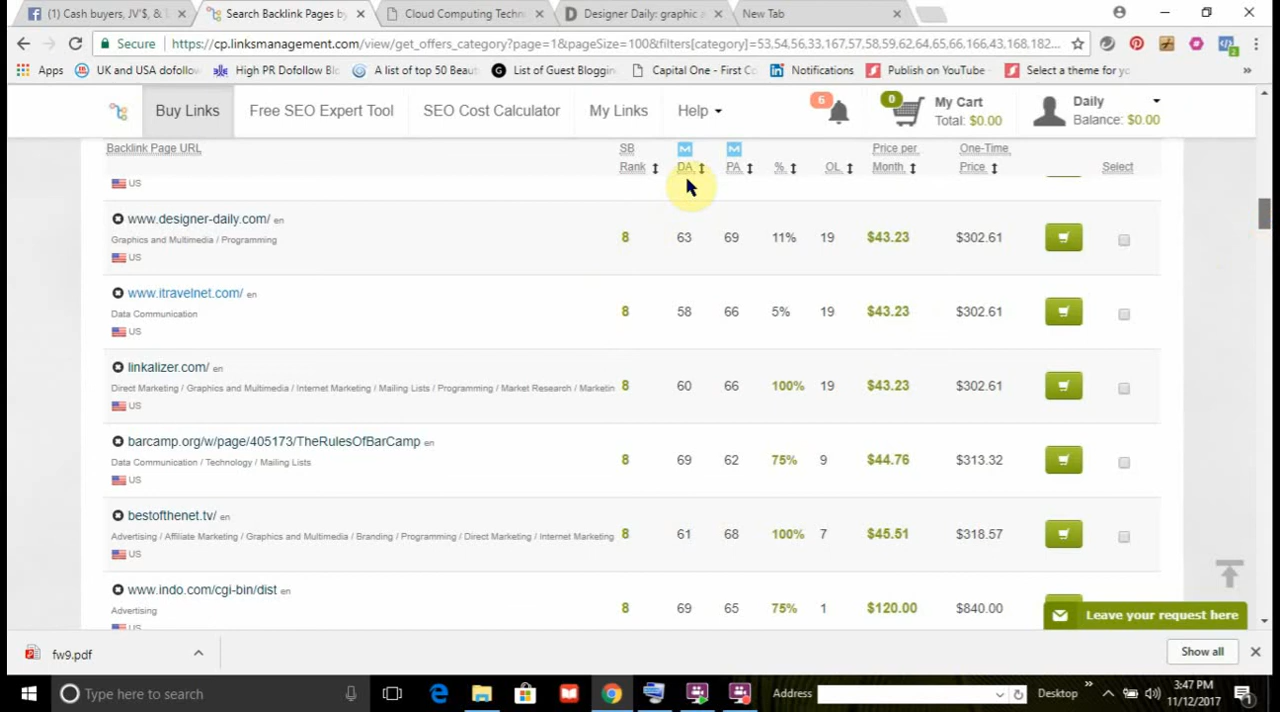 (1) Cash buyers, JV'$, &
Search Backlink Pages by
Cloud Computing Techn
Designer Daily: graphic a
New Tab
Secure
https://cp.linksmanagement.com/view/get_offers_category?page=1&pageSize=100&filters[category]=53,54,56,33,167,57,58,59,62,64,65,66,166,43,168,182...
Apps
UK and USA dofollow
High PR Dofollow Bl
A list of top 50 Beau
List of Guest Bloggin
Capital One - First Co
Notifications
Publish on YouTube
Select a theme for yo
Buy Links
Free SEO Expert Tool
SEO Cost Calculator
My Links
Help
6
0
My Cart
Total: $0.00
Daily
Balance: $0.00
Backlink Page URL
SB Rank
DA
PA
%
OL
Price per Month
One-Time Price
Select
US
www.designer-daily.com/ en
Graphics and Multimedia / Programming
US
8 63 69 11% 19 $43.23 $302.61
www.itravelnet.com/ en
Data Communication
US
8 58 66 5% 19 $43.23 $302.61
linkalizer.com/ en
Direct Marketing / Graphics and Multimedia / Internet Marketing / Mailing Lists / Programming / Market Research / Marketin
US
8 60 66 100% 19 $43.23 $302.61
barcamp.org/w/page/405173/TheRulesOfBarCamp en
Data Communication / Technology / Mailing Lists
US
8 69 62 75% 9 $44.76 $313.32
bestofthenet.tv/ en
Advertising / Affiliate Marketing / Graphics and Multimedia / Branding / Programming / Direct Marketing / Internet Marketing
US
8 61 68 100% 7 $45.51 $318.57
www.indo.com/cgi-bin/dist en
Advertising
US
8 69 65 75% 1 $120.00 $840.00
Leave your request here
fw9.pdf
Show all
Type here to search
Address
Desktop
3:47 PM
11/12/2017
1